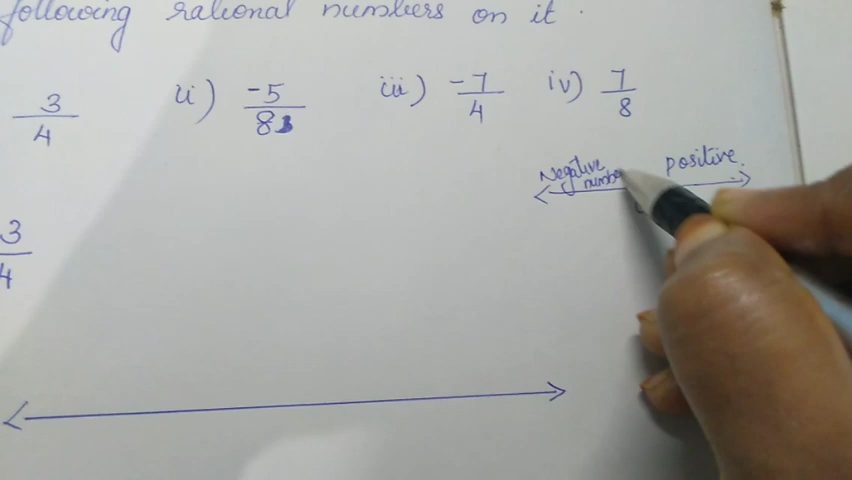 following rational numbers on it.
3/4 ii) -5/8 iii) -7/4 iv) 7/8
Negative positive.
number
3/4